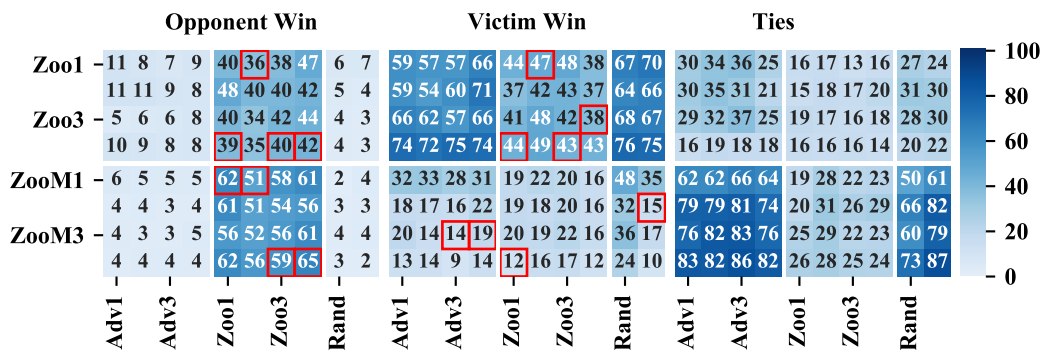 Opponent Win Victim Win Ties
Zoo1 11 8 7 9 40 36 38 47 6 7 59 57 57 66 44 47 48 38 67 70 30 34 36 25 16 17 13 16 27 24 100
11 11 9 8 48 40 40 42 5 4 59 54 60 71 37 42 43 37 64 66 30 35 31 21 15 18 17 20 31 30 80
Zoo3 5 6 6 8 40 34 42 44 4 3 66 62 57 66 41 48 42 38 68 67 29 32 37 25 19 17 16 18 28 30
10 9 8 8 39 35 40 42 4 3 74 72 75 74 44 49 43 43 76 75 16 19 18 18 16 16 16 14 20 22 60
ZooM1 6 5 5 5 62 51 58 61 2 4 32 33 28 31 19 22 20 16 48 35 62 62 66 64 19 28 22 23 50 61
4 4 3 4 61 51 54 56 3 3 18 17 16 22 19 18 20 16 32 15 79 79 81 74 20 31 26 29 66 82 40
ZooM3 4 3 3 5 56 52 56 61 4 4 20 14 14 19 20 19 22 16 36 17 76 82 83 76 25 29 22 23 60 79 20
4 4 4 4 62 56 59 65 3 2 13 14 9 14 12 16 17 12 24 10 83 82 86 82 26 28 25 24 73 87 0
Adv1 Adv3 Zoo1 Zoo3 Rand Adv1 Adv3 Zoo1 Zoo3 Rand Adv1 Adv3 Zoo1 Zoo3 Rand